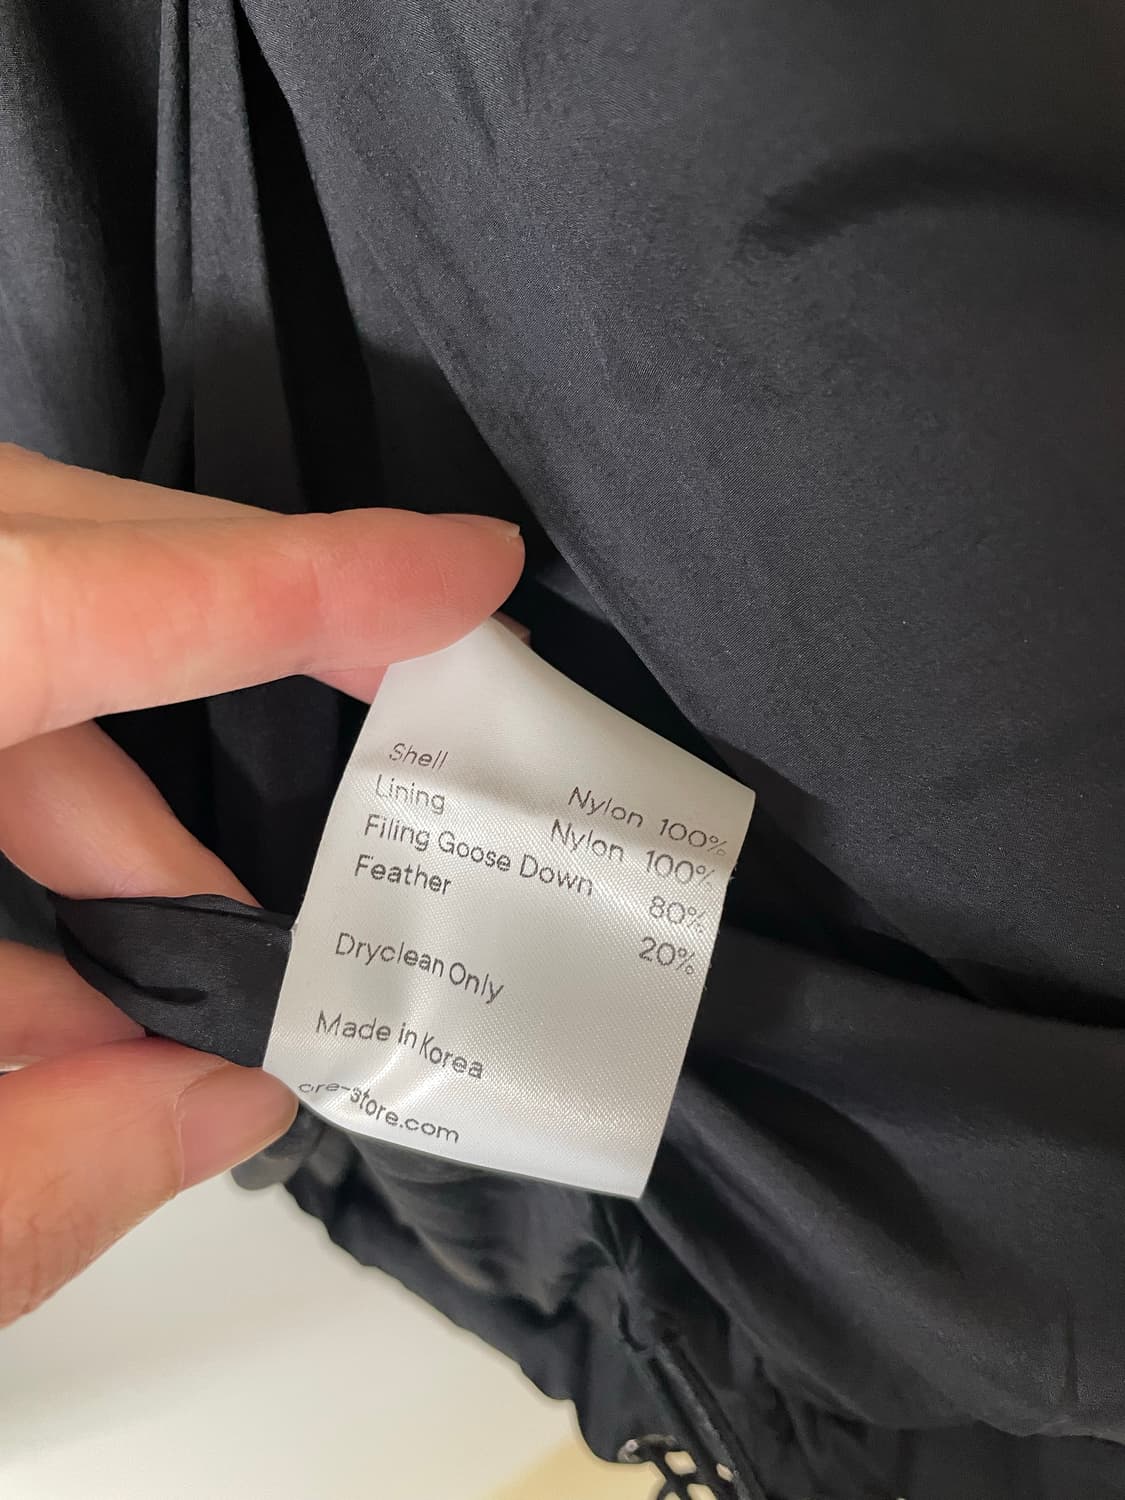 Shell Nylon 100%
Lining Nylon 100%
Filing Goose Down 80%
Feather 20%
Dryclean Only
Made in Korea
ore-store.com